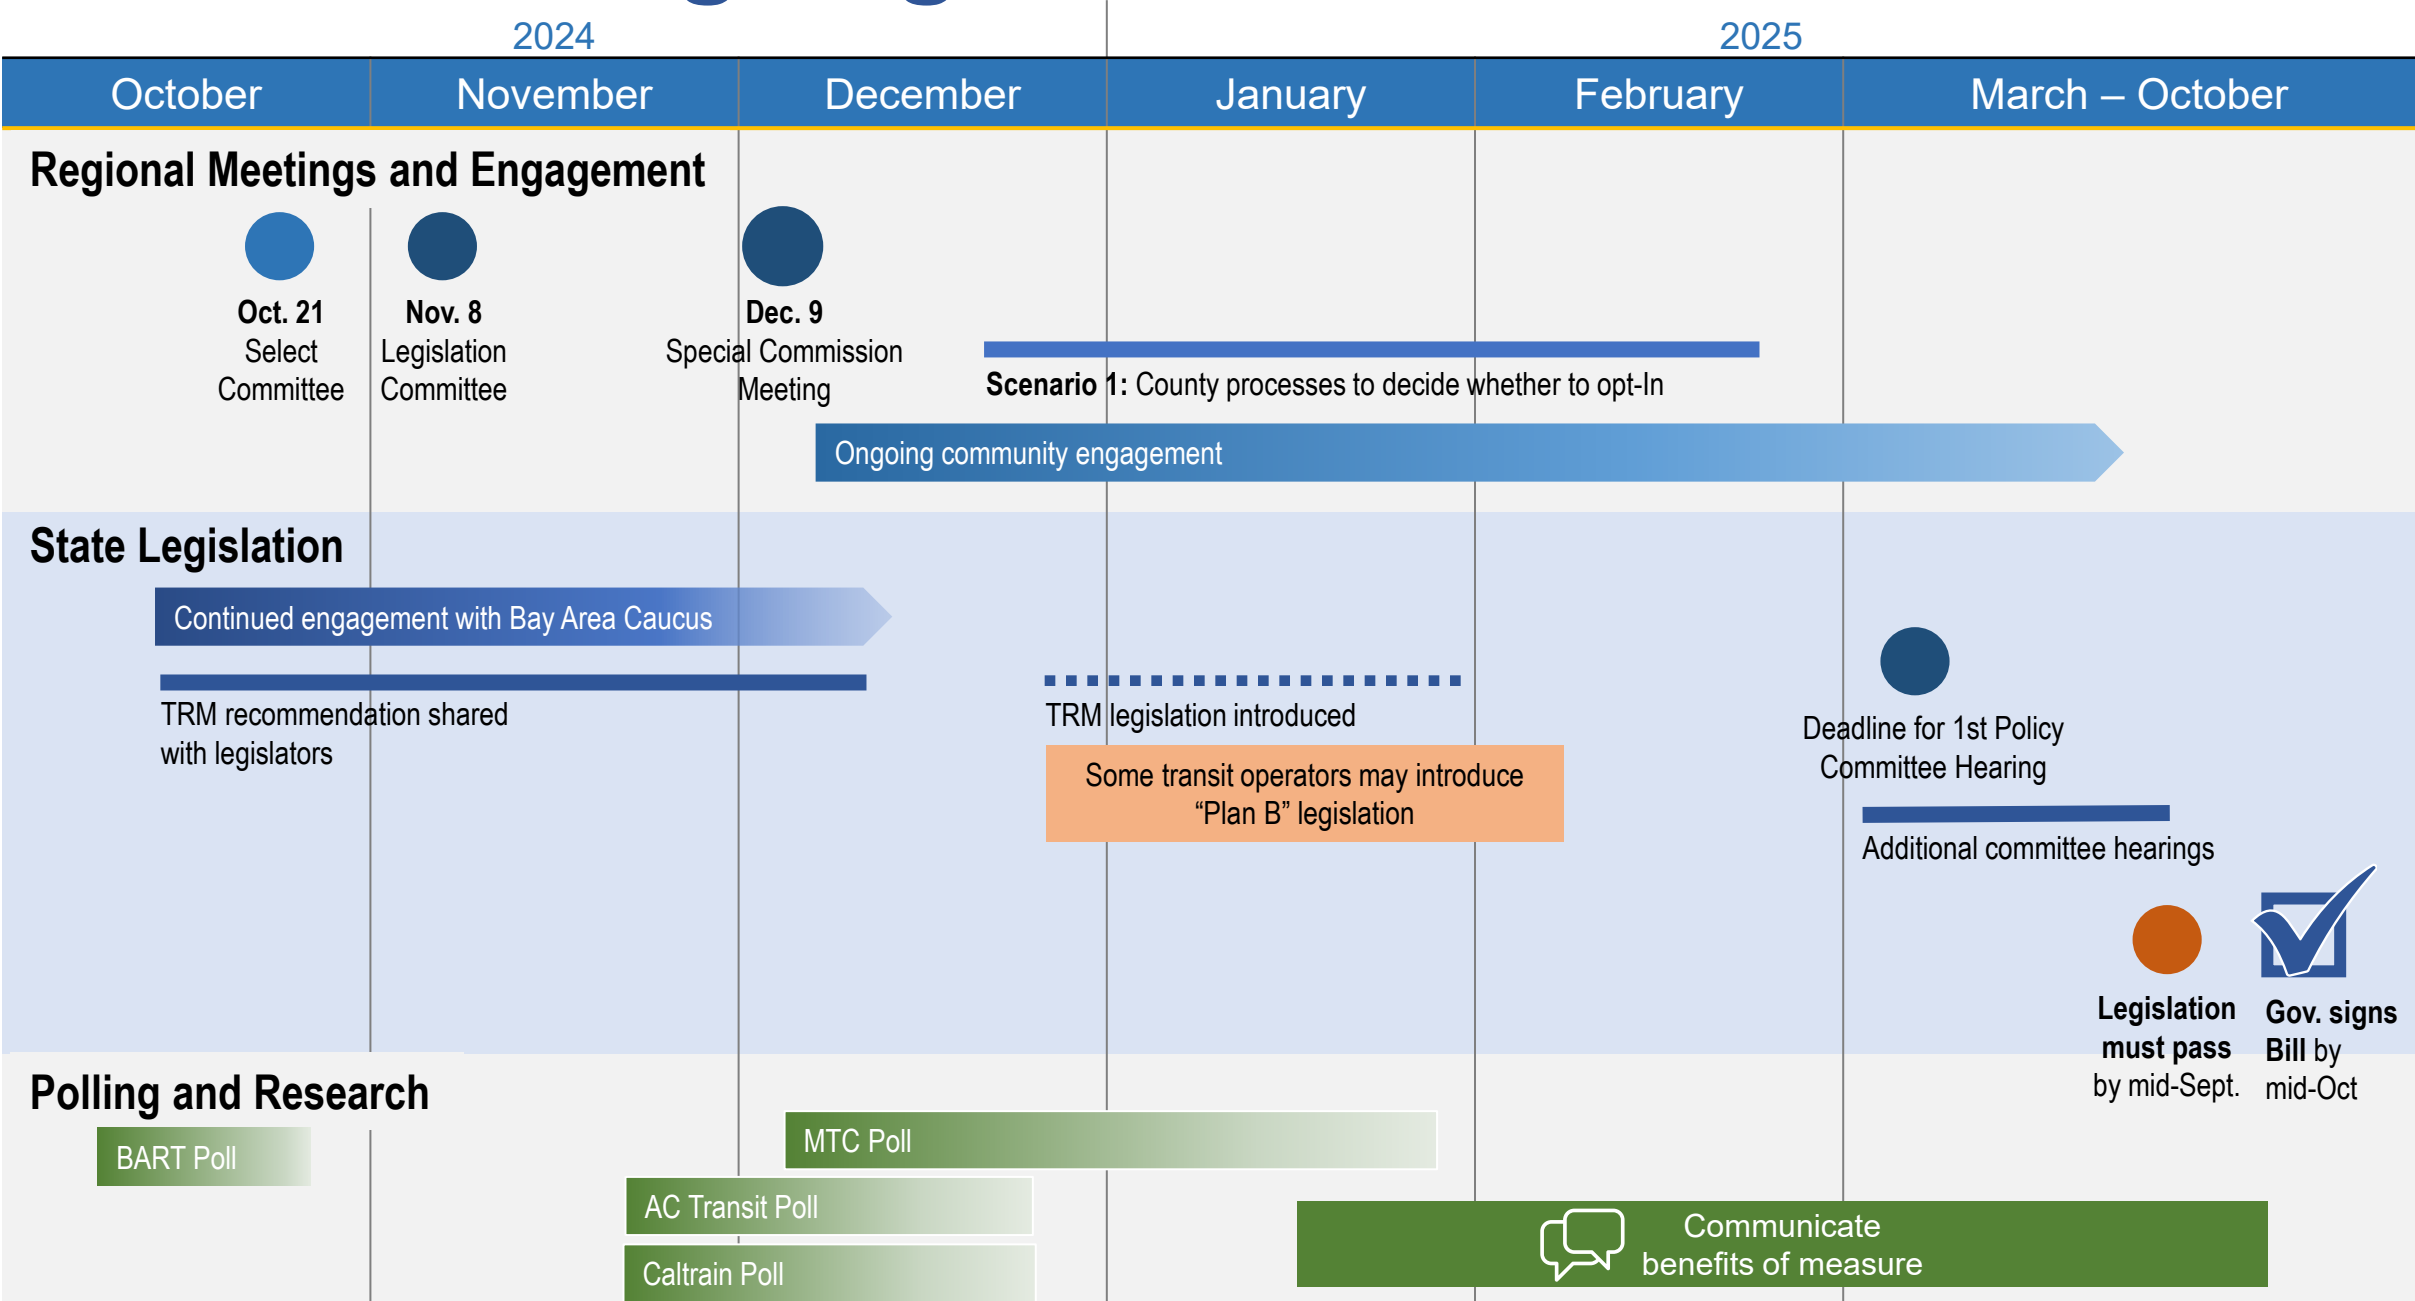 2024
2025
October
November
December
January
February
March – October
Regional Meetings and Engagement
Oct. 21
Select
Committee
Nov. 8
Legislation
Committee
Dec. 9
Special Commission
Meeting
Scenario 1: County processes to decide whether to opt-In
Ongoing community engagement
State Legislation
Continued engagement with Bay Area Caucus
TRM recommendation shared
with legislators
TRM legislation introduced
Some transit operators may introduce
“Plan B” legislation
Deadline for 1st Policy
Committee Hearing
Additional committee hearings
Legislation
must pass
by mid-Sept.
Gov. signs
Bill by
mid-Oct
Polling and Research
BART Poll
MTC Poll
AC Transit Poll
Caltrain Poll
Communicate
benefits of measure